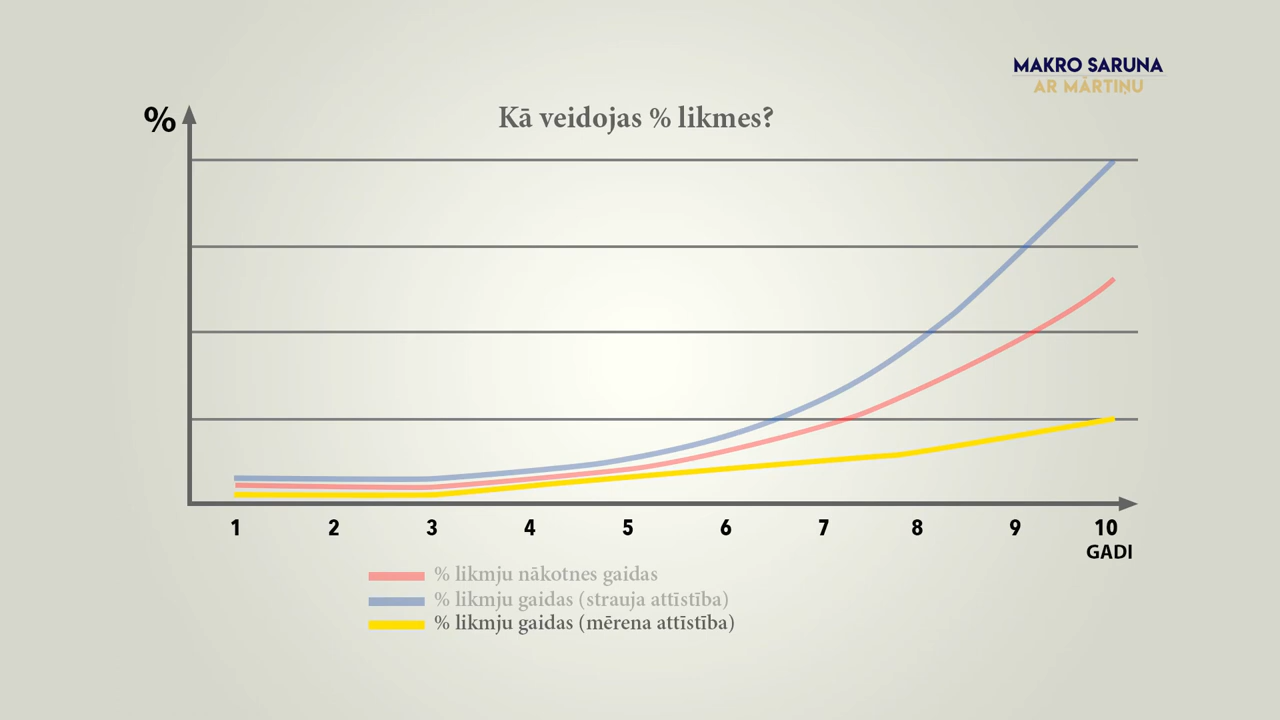 MAKRO SARUNA
AR MĀRTIŅU
%
Kā veidojas % likmes?
1 2 3 4 5 6 7 8 9 10
GADI
% likmju nākotnes gaidas
% likmju gaidas (strauja attīstība)
% likmju gaidas (mērena attīstība)